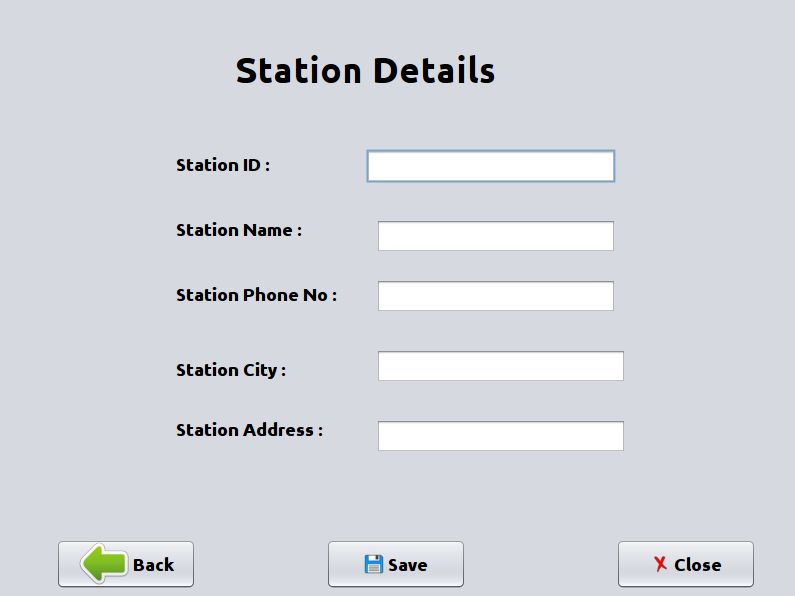 Station Details
Station ID :
Station Name :
Station Phone No :
Station City :
Station Address :
Back Save Close